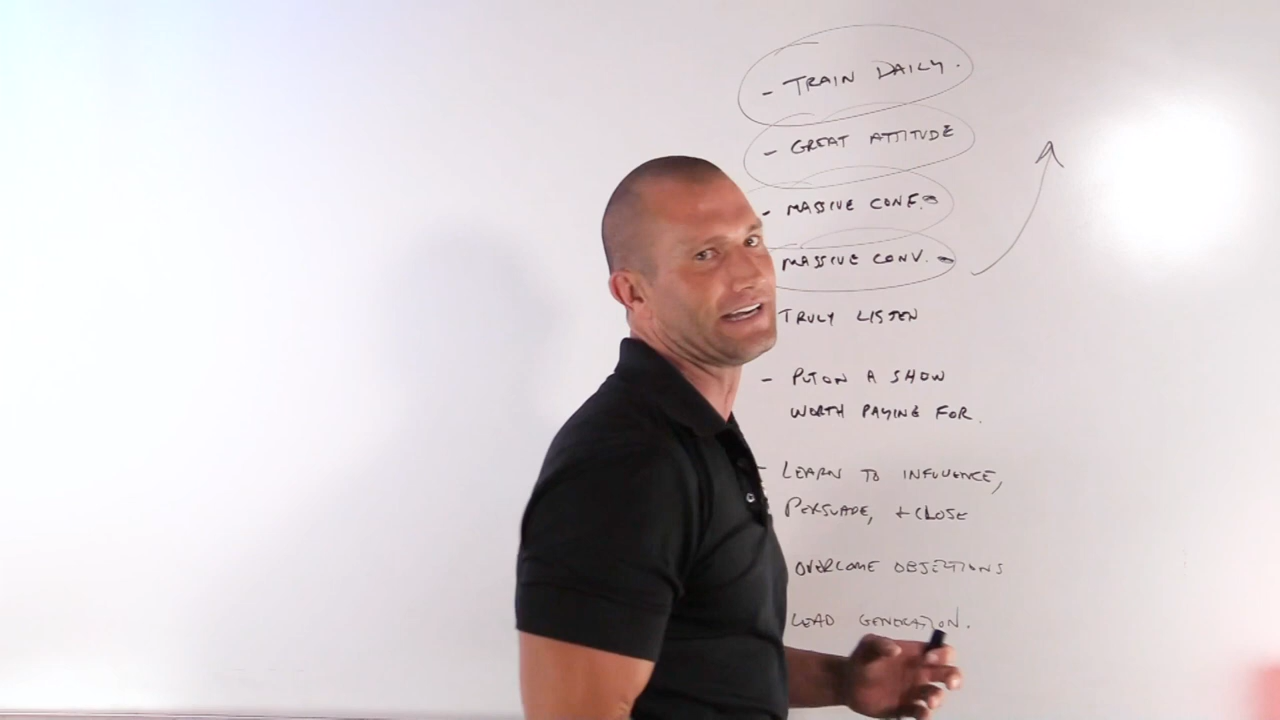 - TRAIN DAILY.
- GREAT ATTITUDE
- MASSIVE CONF.
MASSIVE CONV.
TRULY LISTEN
- PUT ON A SHOW
WORTH PAYING FOR.
- LEARN TO INFLUENCE,
PERSUADE, + CLOSE
OVERCOME OBJECTIONS
LEAD GENERATION.